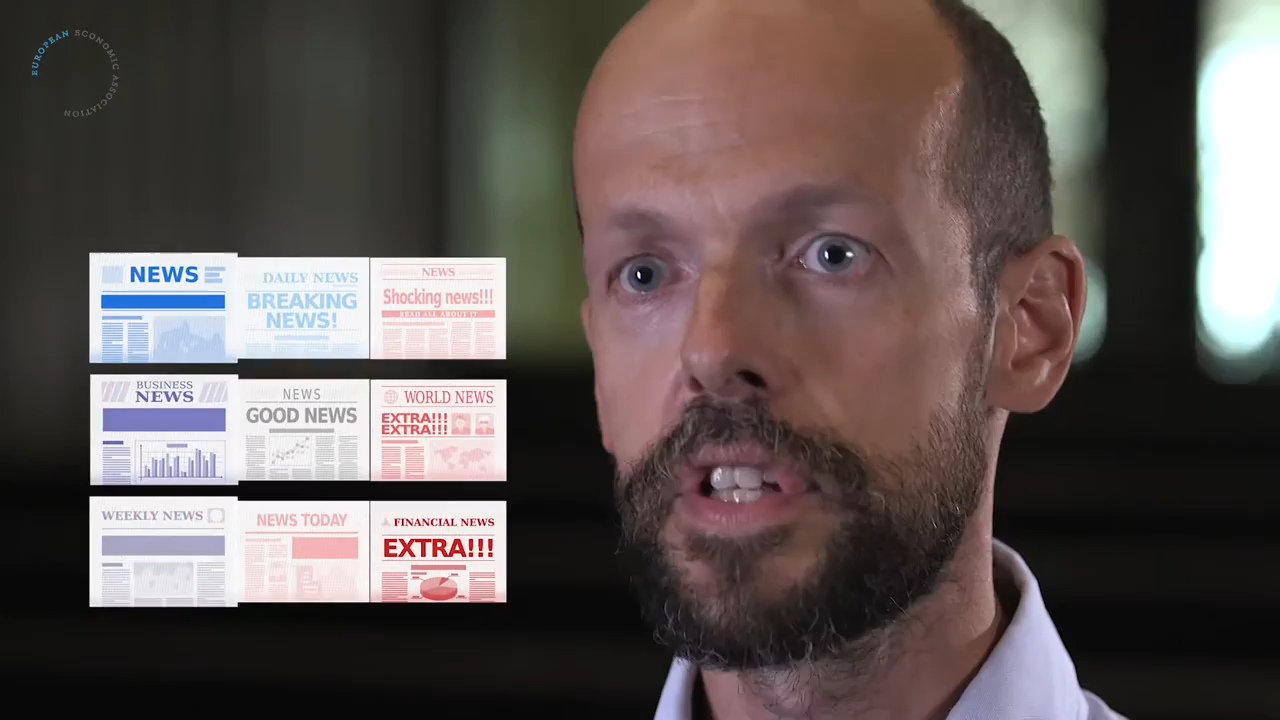 EUROPEAN ECONOMIC ASSOCIATION
NEWS
DAILY NEWS
BREAKING
NEWS!
NEWS
Shocking news!!!
READ ALL ABOUT IT
BUSINESS
NEWS
NEWS
GOOD NEWS
WORLD NEWS
EXTRA!!!
EXTRA!!!
WEEKLY NEWS
NEWS TODAY
FINANCIAL NEWS
EXTRA!!!